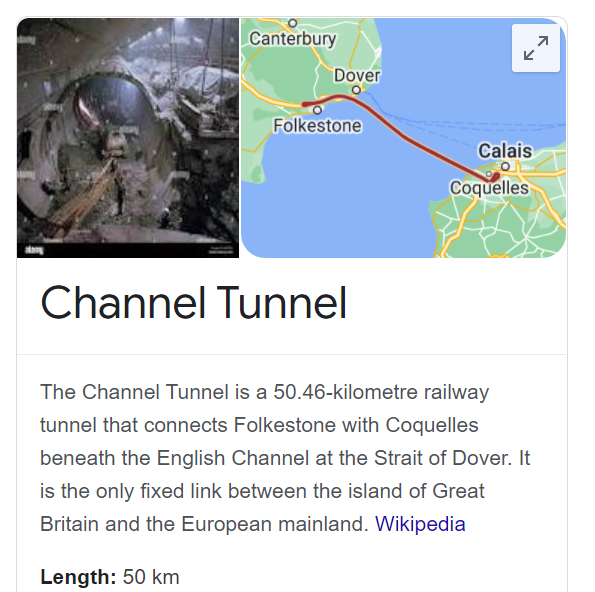 Canterbury
Dover
Folkestone
Calais
Coquelles
alamy
Channel Tunnel
The Channel Tunnel is a 50.46-kilometre railway
tunnel that connects Folkestone with Coquelles
beneath the English Channel at the Strait of Dover. It
is the only fixed link between the island of Great
Britain and the European mainland. Wikipedia
Length: 50 km